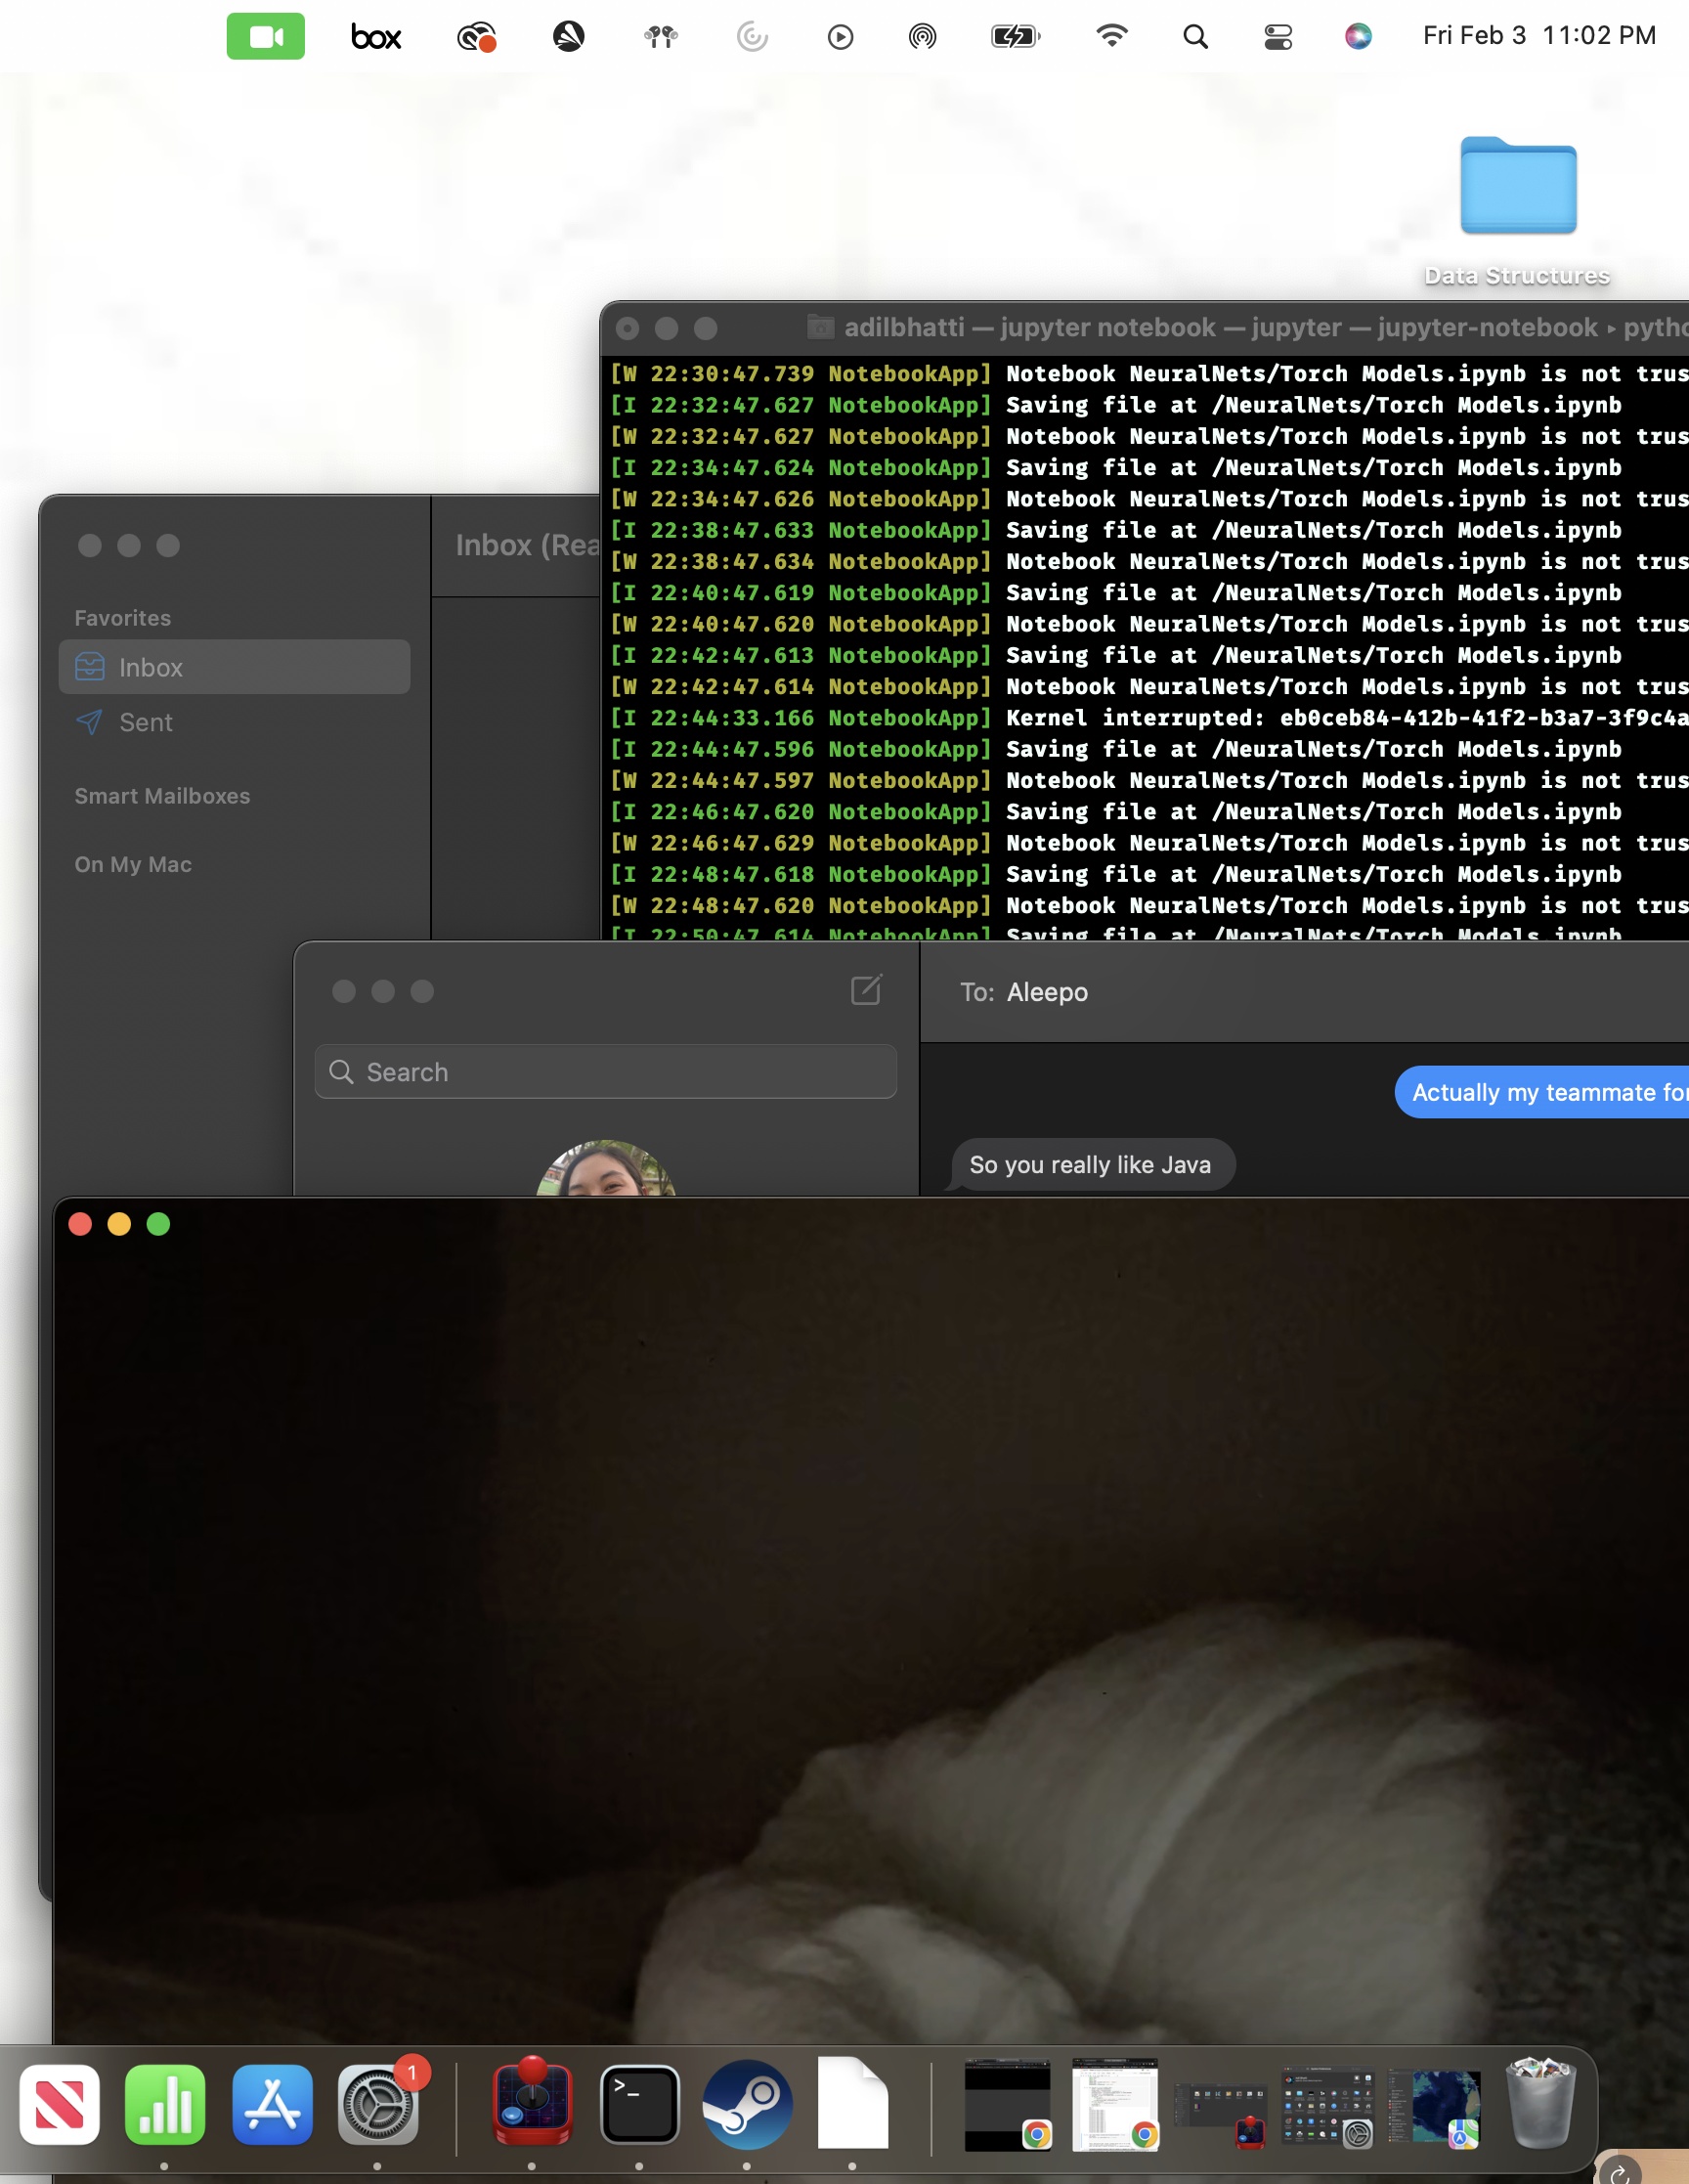 box
Fri Feb 3 11:02 PM
Data Structures
adilbhatti — jupyter notebook — jupyter — jupyter-notebook ▸ pytho
[W 22:30:47.739 NotebookApp] Notebook NeuralNets/Torch Models.ipynb is not trus
[I 22:32:47.627 NotebookApp] Saving file at /NeuralNets/Torch Models.ipynb
[W 22:32:47.627 NotebookApp] Notebook NeuralNets/Torch Models.ipynb is not trus
[I 22:34:47.624 NotebookApp] Saving file at /NeuralNets/Torch Models.ipynb
[W 22:34:47.626 NotebookApp] Notebook NeuralNets/Torch Models.ipynb is not trus
[I 22:38:47.633 NotebookApp] Saving file at /NeuralNets/Torch Models.ipynb
[W 22:38:47.634 NotebookApp] Notebook NeuralNets/Torch Models.ipynb is not trus
[I 22:40:47.619 NotebookApp] Saving file at /NeuralNets/Torch Models.ipynb
[W 22:40:47.620 NotebookApp] Notebook NeuralNets/Torch Models.ipynb is not trus
[I 22:42:47.613 NotebookApp] Saving file at /NeuralNets/Torch Models.ipynb
[W 22:42:47.614 NotebookApp] Notebook NeuralNets/Torch Models.ipynb is not trus
[I 22:44:33.166 NotebookApp] Kernel interrupted: eb0ceb84-412b-41f2-b3a7-3f9c4a
[I 22:44:47.596 NotebookApp] Saving file at /NeuralNets/Torch Models.ipynb
[W 22:44:47.597 NotebookApp] Notebook NeuralNets/Torch Models.ipynb is not trus
[I 22:46:47.620 NotebookApp] Saving file at /NeuralNets/Torch Models.ipynb
[W 22:46:47.629 NotebookApp] Notebook NeuralNets/Torch Models.ipynb is not trus
[I 22:48:47.618 NotebookApp] Saving file at /NeuralNets/Torch Models.ipynb
[W 22:48:47.620 NotebookApp] Notebook NeuralNets/Torch Models.ipynb is not trus
[I 22:50:47.614 NotebookApp] Saving file at /NeuralNets/Torch Models.ipynb
Inbox (Rea
Favorites
Inbox
Sent
Smart Mailboxes
On My Mac
To: Aleepo
Search
Actually my teammate for
So you really like Java
1
>_